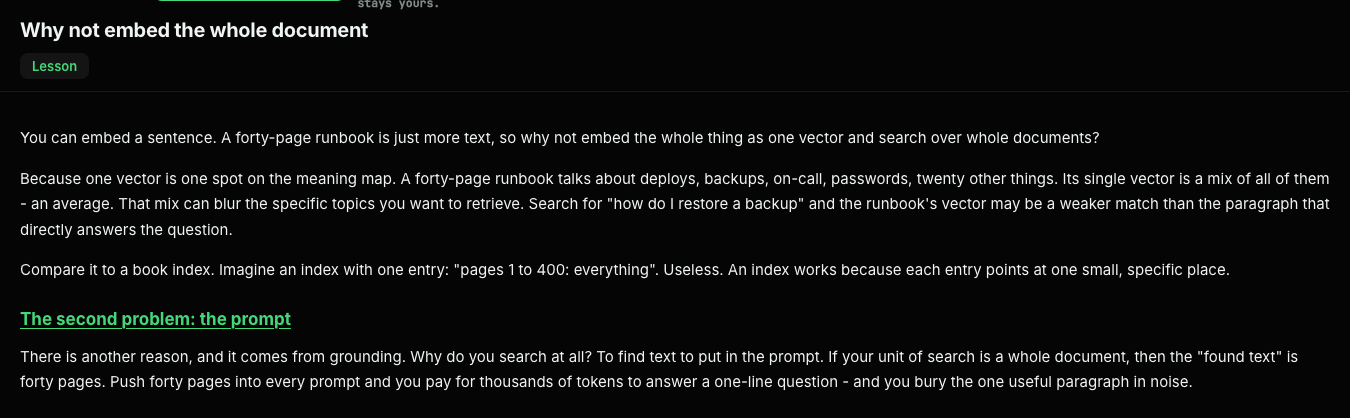 stays yours.
Why not embed the whole document
Lesson
You can embed a sentence. A forty-page runbook is just more text, so why not embed the whole thing as one vector and search over whole documents?
Because one vector is one spot on the meaning map. A forty-page runbook talks about deploys, backups, on-call, passwords, twenty other things. Its single vector is a mix of all of them
- an average. That mix can blur the specific topics you want to retrieve. Search for "how do I restore a backup" and the runbook's vector may be a weaker match than the paragraph that
directly answers the question.
Compare it to a book index. Imagine an index with one entry: "pages 1 to 400: everything". Useless. An index works because each entry points at one small, specific place.
The second problem: the prompt
There is another reason, and it comes from grounding. Why do you search at all? To find text to put in the prompt. If your unit of search is a whole document, then the "found text" is
forty pages. Push forty pages into every prompt and you pay for thousands of tokens to answer a one-line question - and you bury the one useful paragraph in noise.